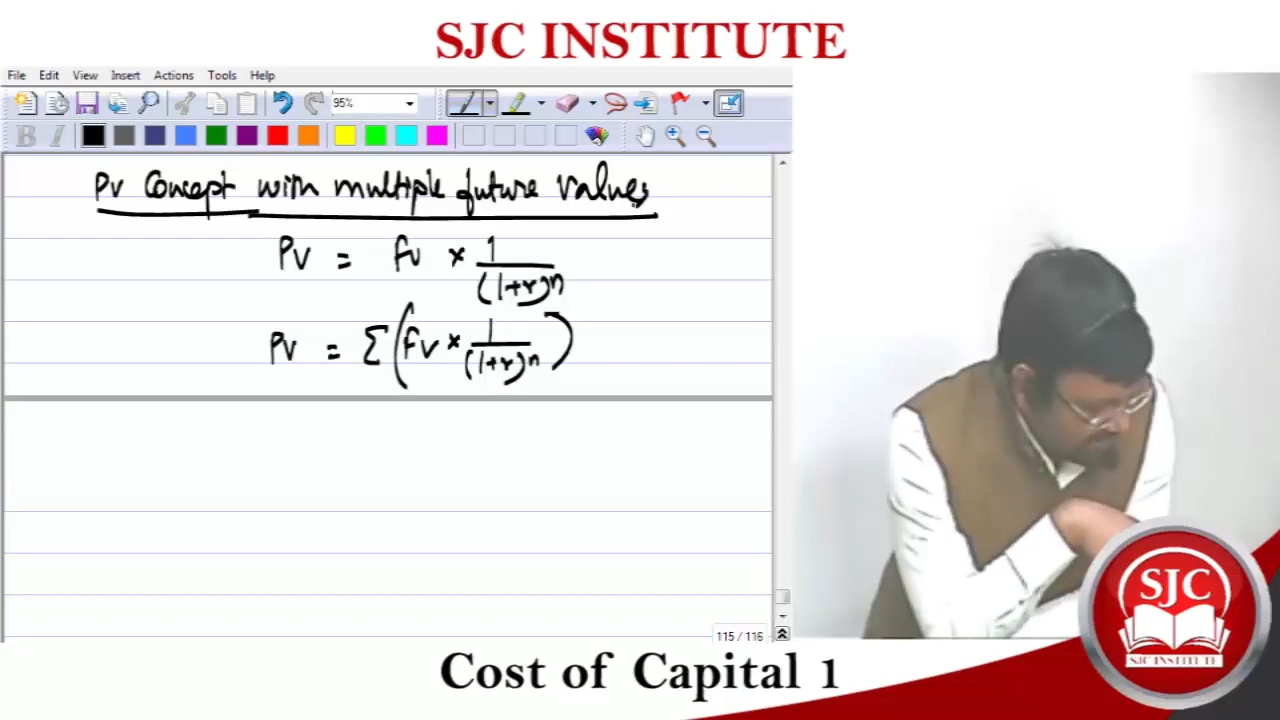 SJC INSTITUTE
File Edit View Insert Actions Tools Help
95%
B I
Pv Concept with multiple future values
Pv = fv × 1/(1+r)^n
Pv = Σ(fv × 1/(1+r)^n)
115 / 116
SJC
SJC INSTITUTE
Cost of Capital 1